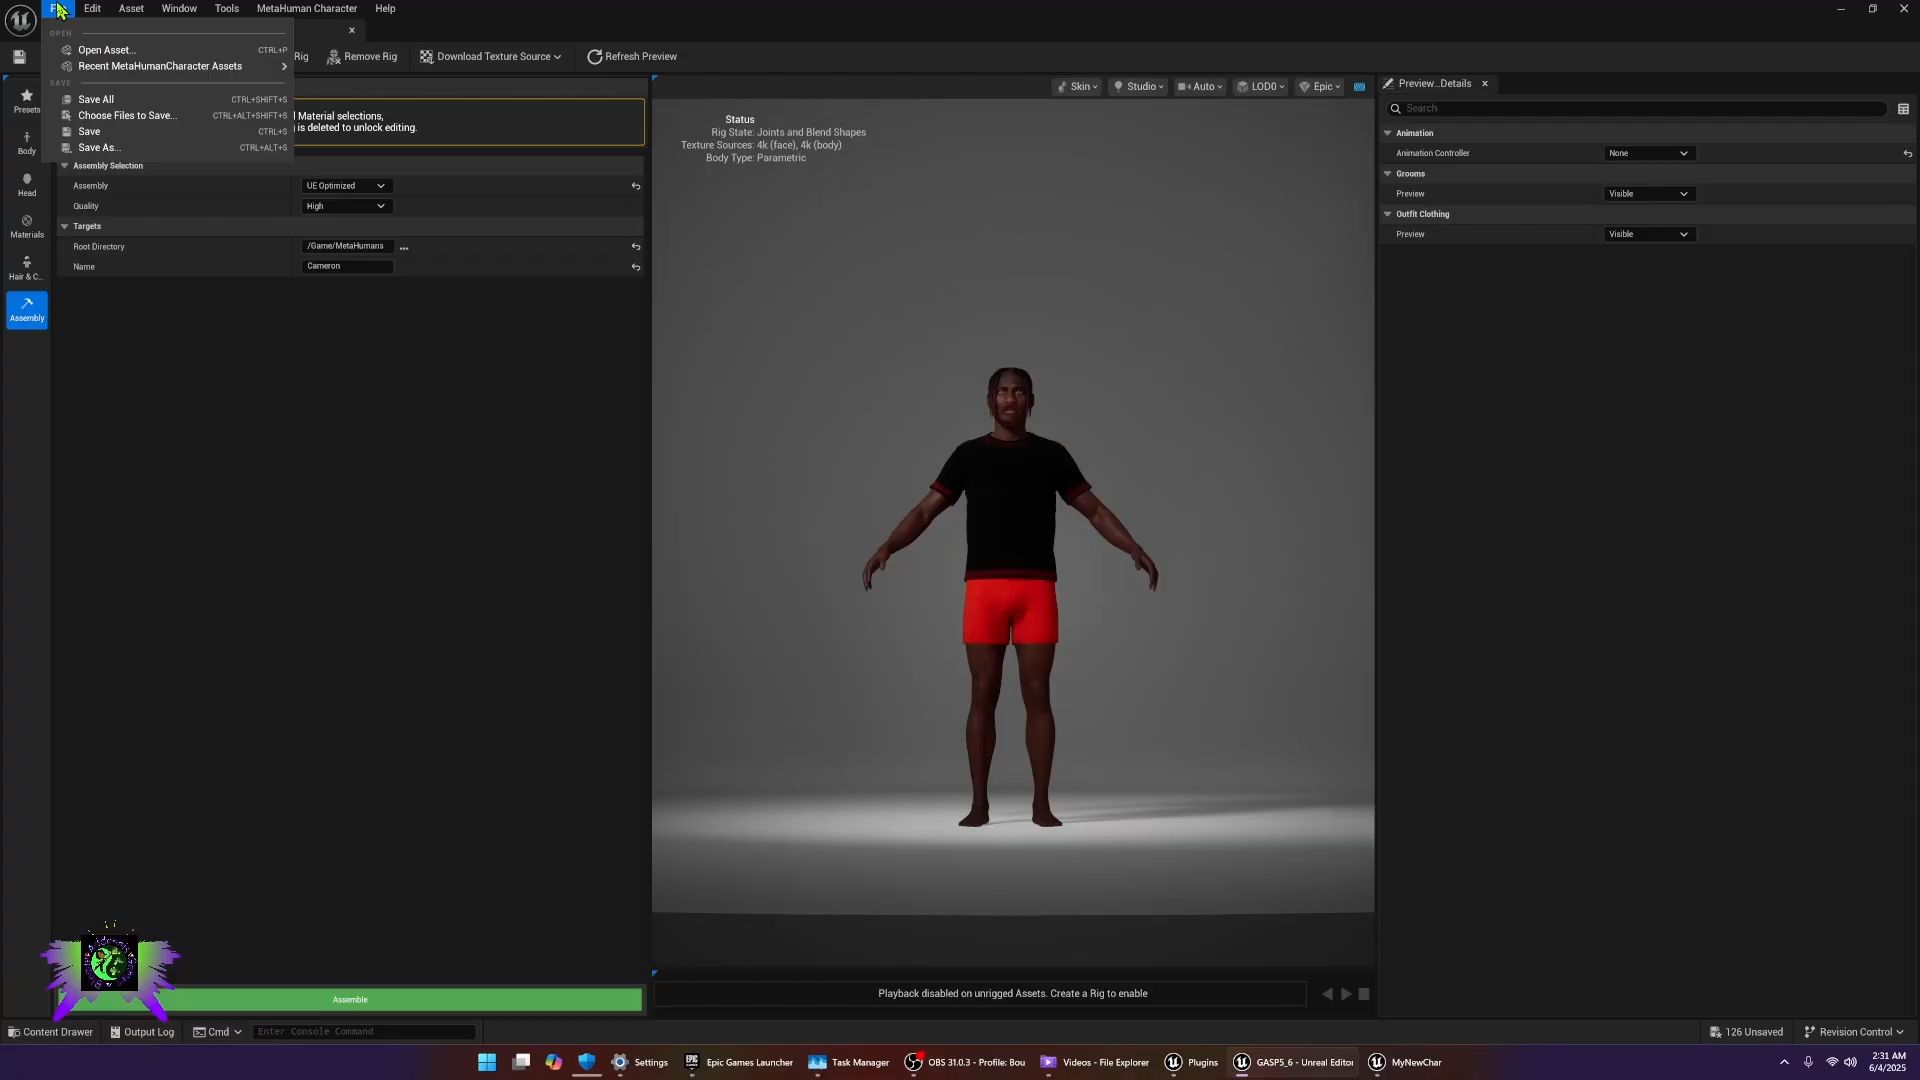 Edit Asset Window Tools MetaHuman Character Help
OPEN
Open Asset... CTRL+P
Recent MetaHumanCharacter Assets
SAVE
Save All CTRL+SHIFT+S
Choose Files to Save... CTRL+ALT+SHIFT+S
Save CTRL+S
Save As... CTRL+ALT+S
Rig Remove Rig Download Texture Source Refresh Preview
Presets
Body
Head
Materials
Hair & C...
Assembly
Material selections,
is deleted to unlock editing.
Assembly Selection
Assembly UE Optimized
Quality High
Targets
Root Directory /Game/MetaHumans ...
Name Cameron
Assemble
Skin Studio Auto LOD0 Epic
Status
Rig State: Joints and Blend Shapes
Texture Sources: 4k (face), 4k (body)
Body Type: Parametric
Playback disabled on unrigged Assets. Create a Rig to enable
Preview...Details
Search
Animation
Animation Controller None
Grooms
Preview Visible
Outfit Clothing
Preview Visible
Content Drawer Output Log Cmd Enter Console Command 126 Unsaved Revision Control
Settings Epic Games Launcher Task Manager OBS 31.0.3 - Profile: Bou Videos - File Explorer Plugins GASP5_6 - Unreal Editor MyNewChar
2:31 AM
6/4/2025